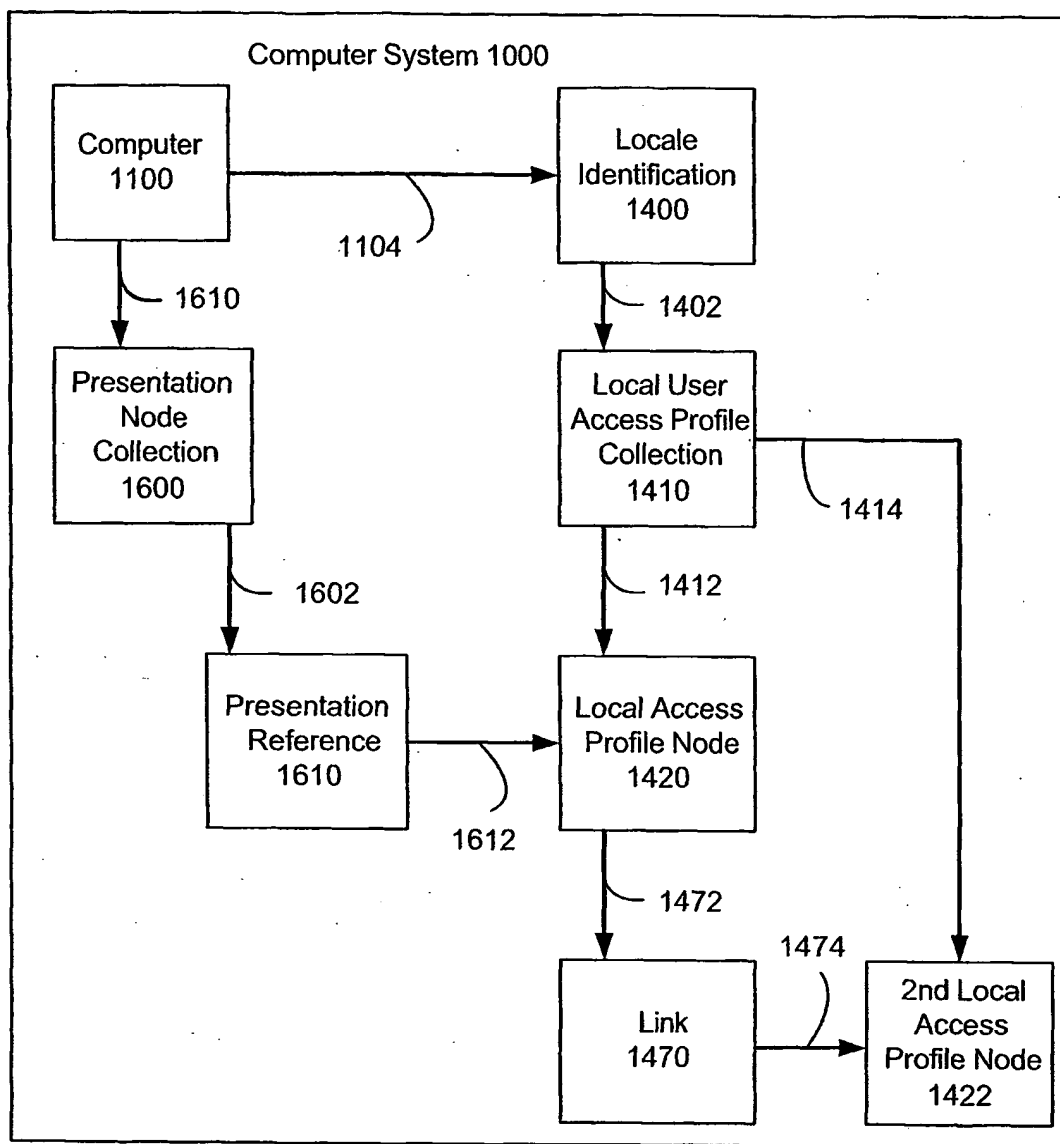 Computer System 1000
Computer
1100
Locale
Identification
1400
1104
1610
1402
Presentation
Node
Collection
1600
Local User
Access Profile
Collection
1410
1414
1602
1412
Presentation
Reference
1610
Local Access
Profile Node
1420
1612
1472
1474
Link
1470
2nd Local
Access
Profile Node
1422